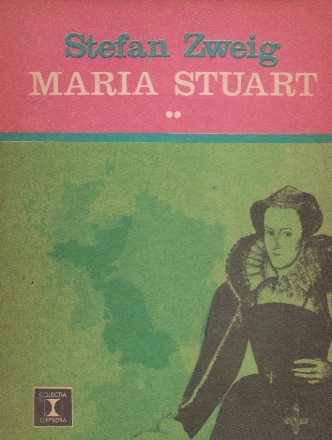 Stefan Zweig
MARIA STUART
••
COLECȚIA
CLEPSIDRA